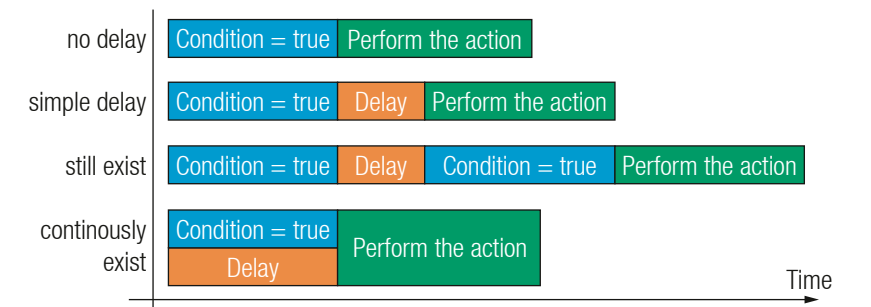 no delay Condition = true Perform the action
simple delay Condition = true Delay Perform the action
still exist Condition = true Delay Condition = true Perform the action
continously Condition = true
Perform the action
exist Delay
Time